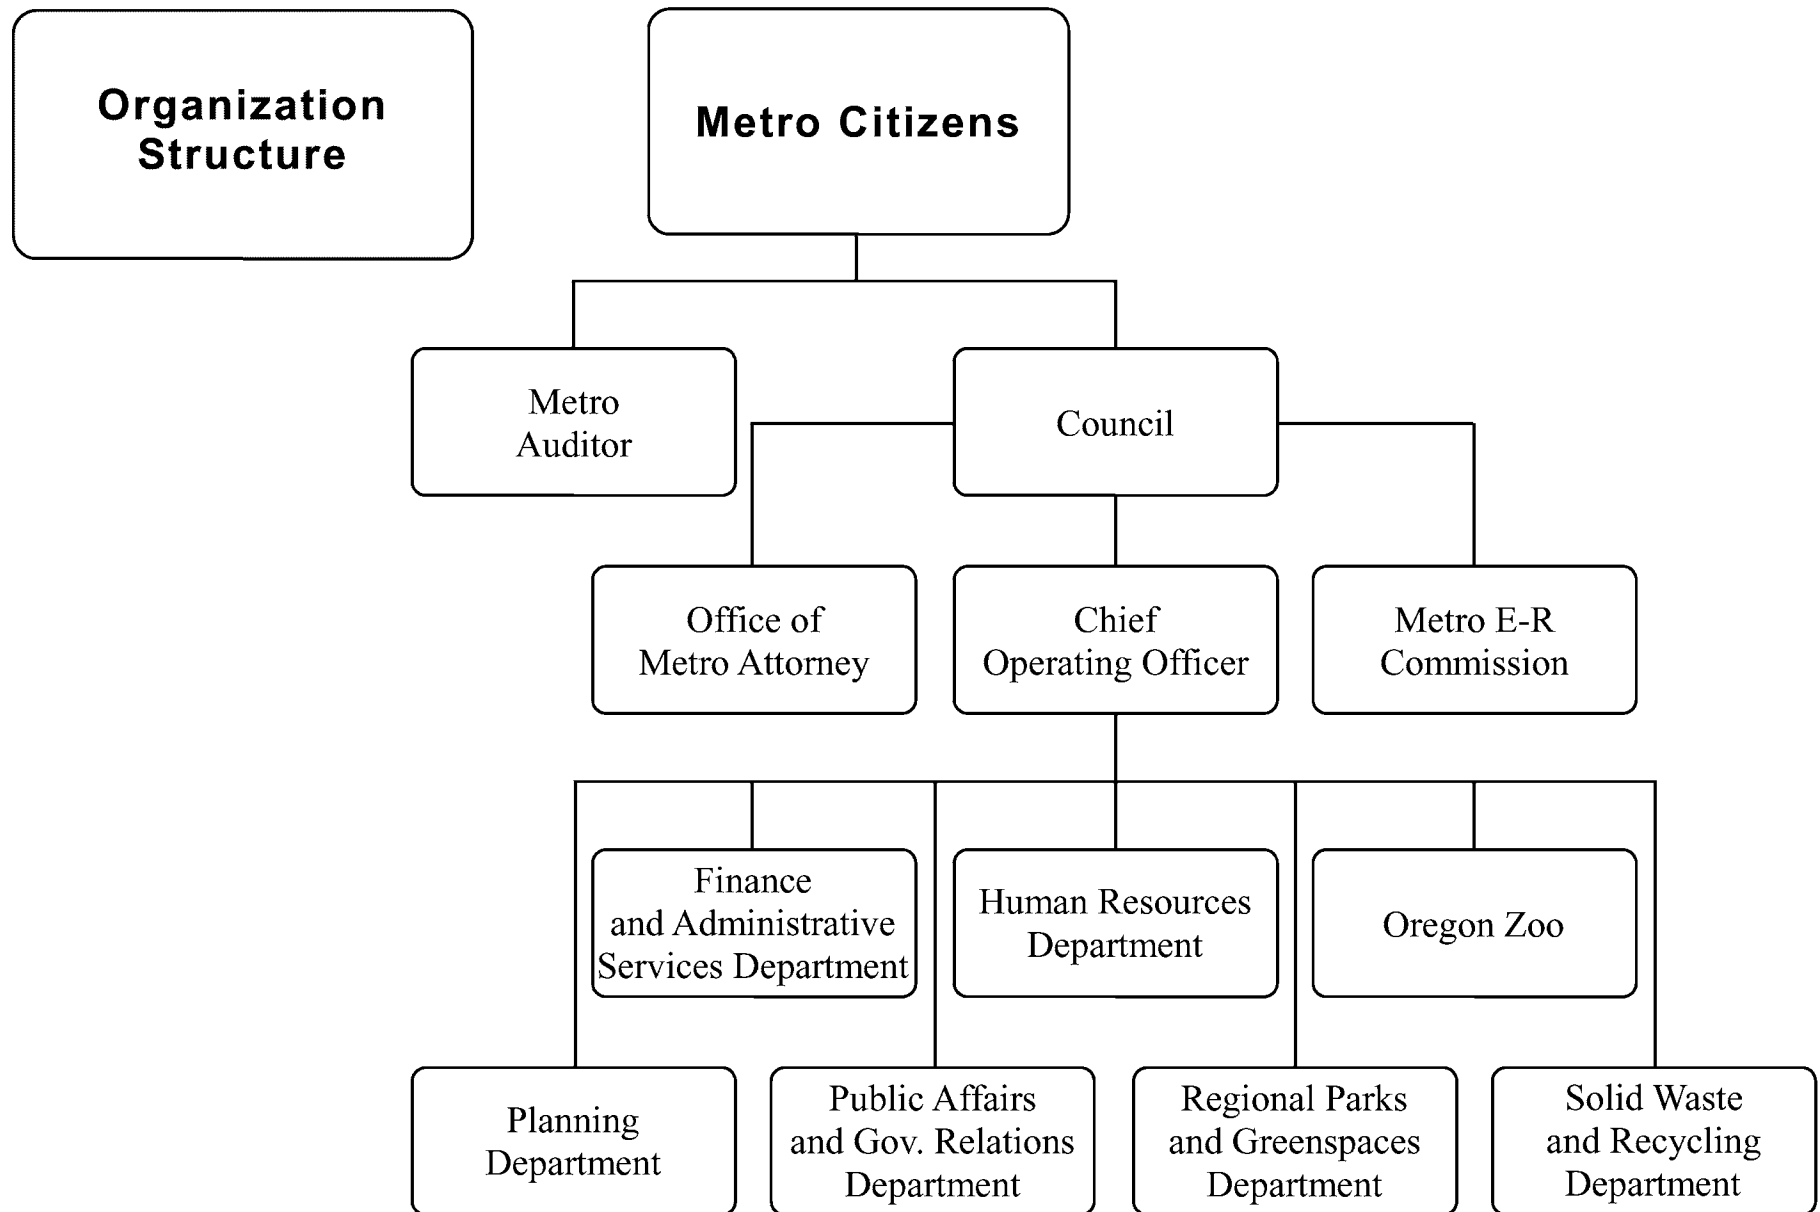 Organization
Structure
Metro Citizens
Metro
Auditor
Council
Office of
Metro Attorney
Chief
Operating Officer
Metro E-R
Commission
Finance
and Administrative
Services Department
Human Resources
Department
Oregon Zoo
Planning
Department
Public Affairs
and Gov. Relations
Department
Regional Parks
and Greenspaces
Department
Solid Waste
and Recycling
Department